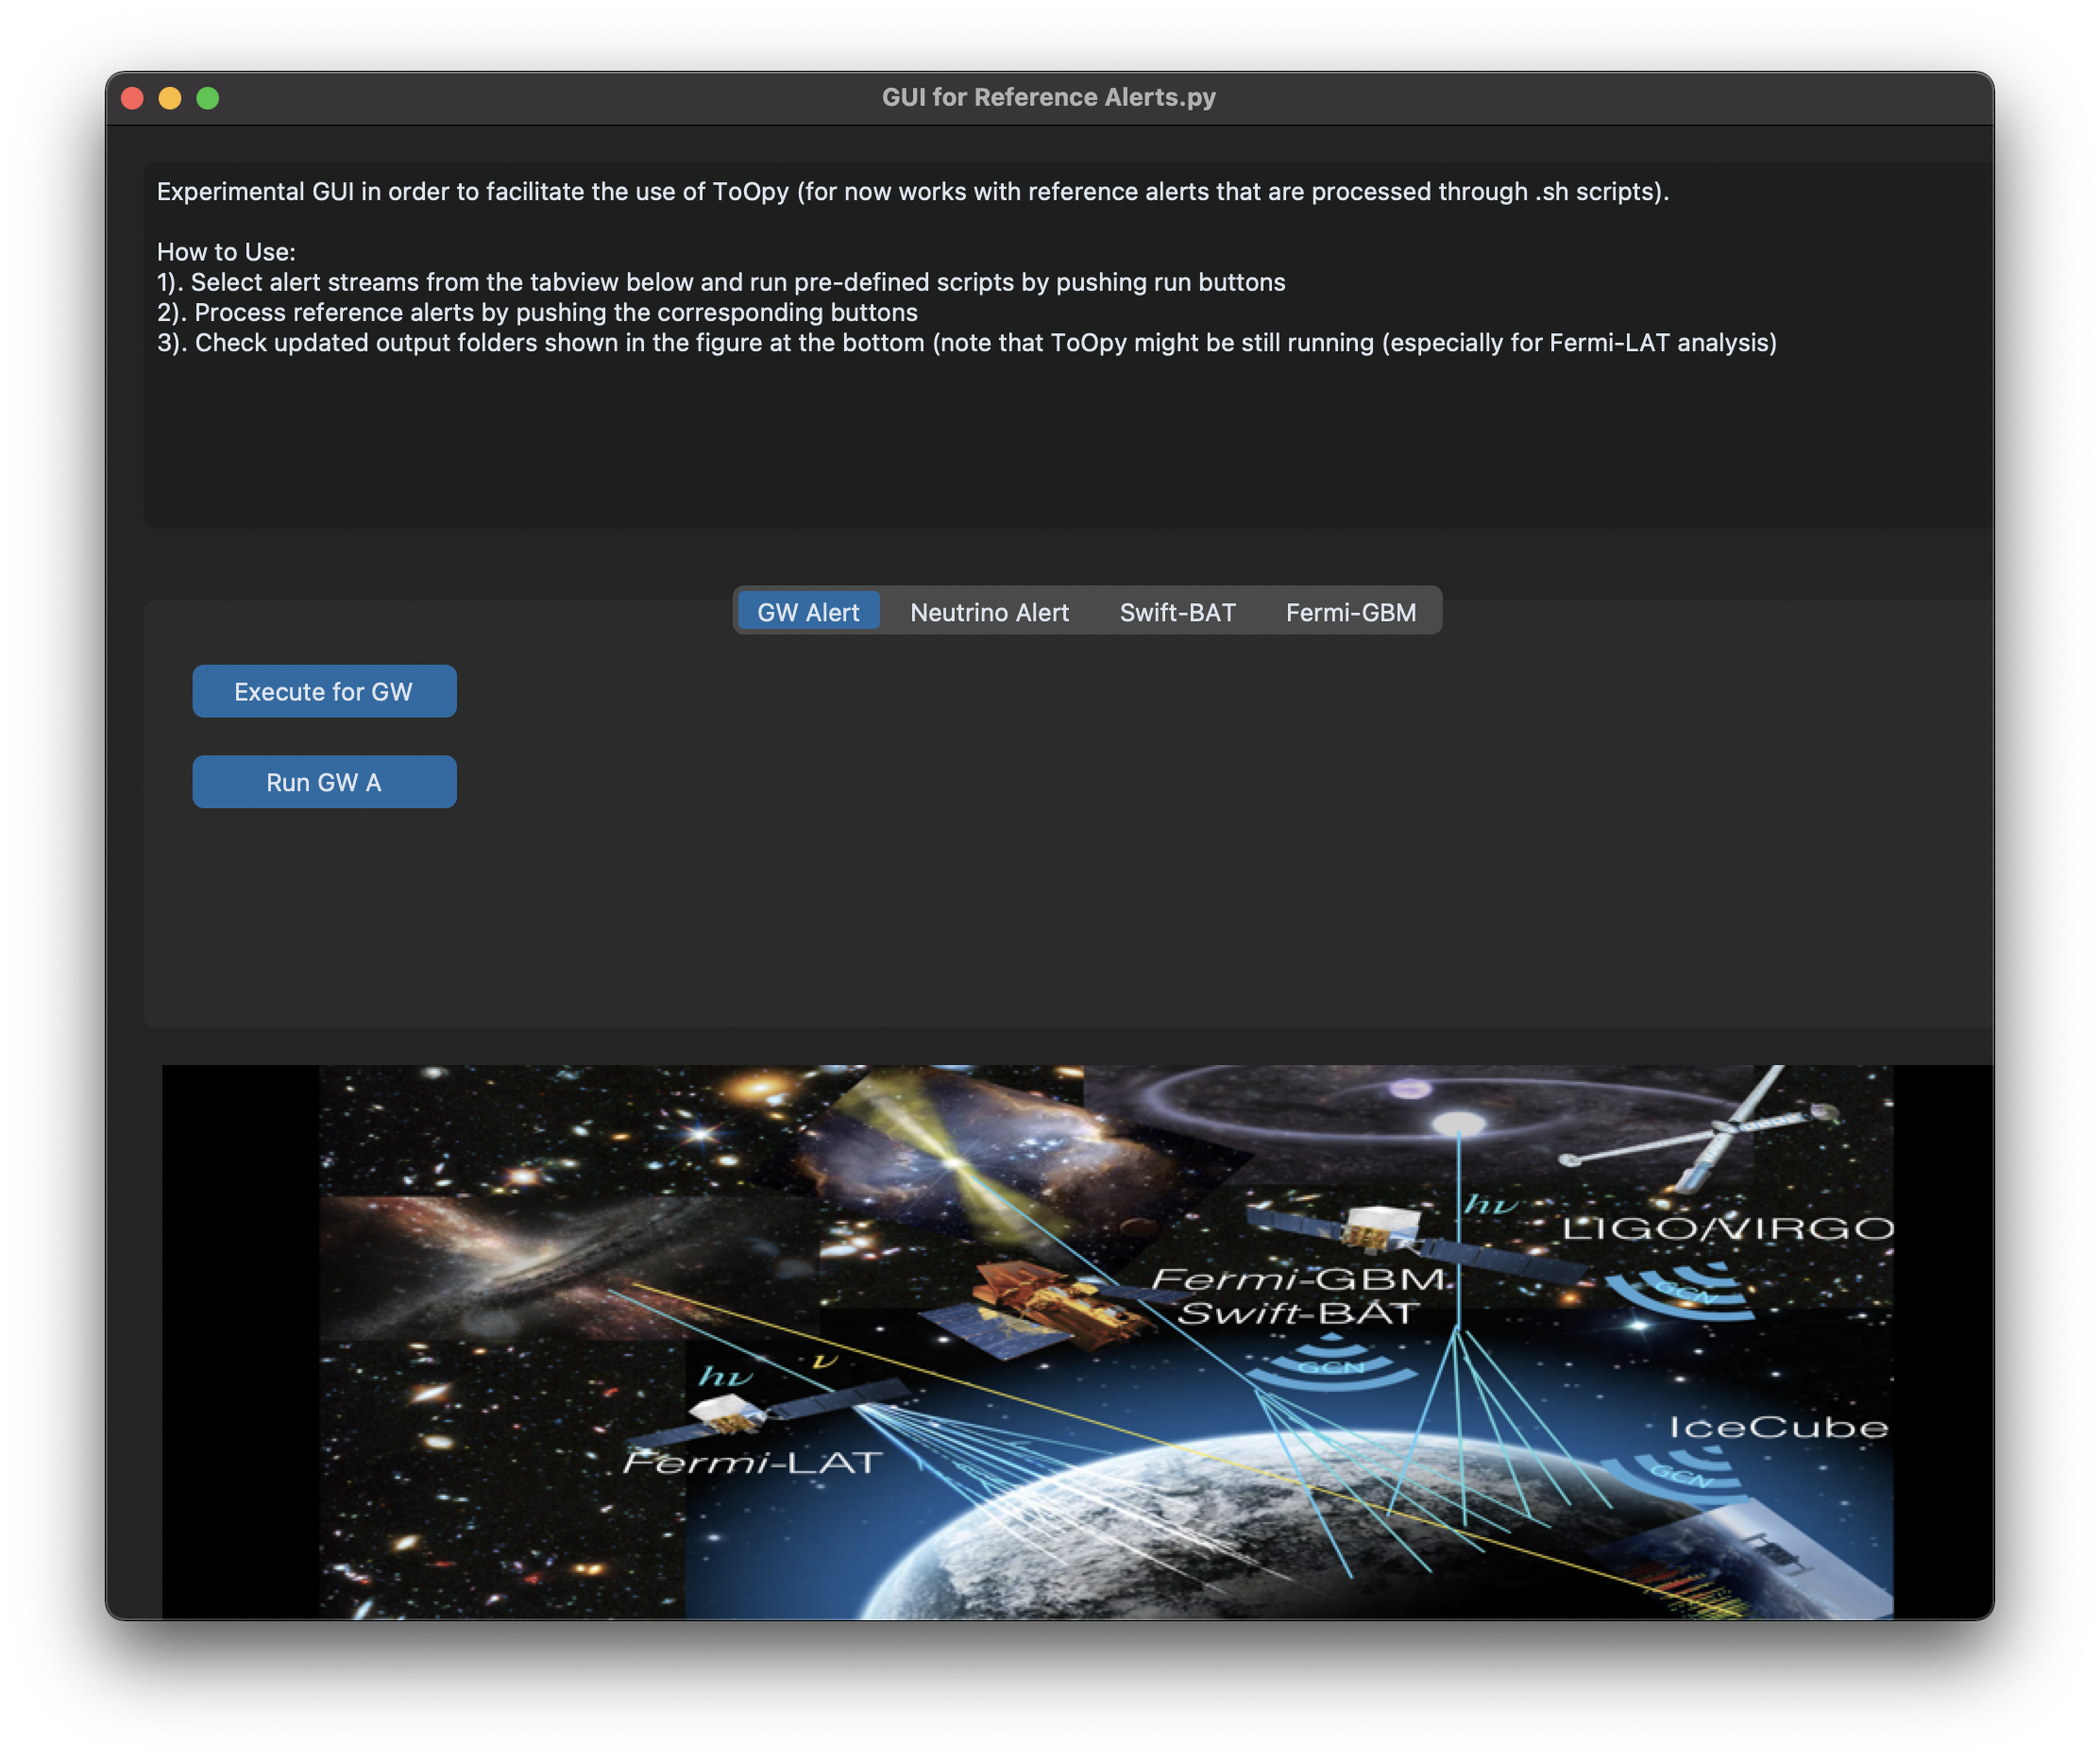 GUI for Reference Alerts.py
Experimental GUI in order to facilitate the use of ToOpy (for now works with reference alerts that are processed through .sh scripts).
How to Use:
1). Select alert streams from the tabview below and run pre-defined scripts by pushing run buttons
2). Process reference alerts by pushing the corresponding buttons
3). Check updated output folders shown in the figure at the bottom (note that ToOpy might be still running (especially for Fermi-LAT analysis)
GW Alert Neutrino Alert Swift-BAT Fermi-GBM
Execute for GW
Run GW A
hν
LIGO/VIRGO
Fermi-GBM
Swift-BAT
GCN
GCN
hν
ν
Fermi-LAT
IceCube
GCN